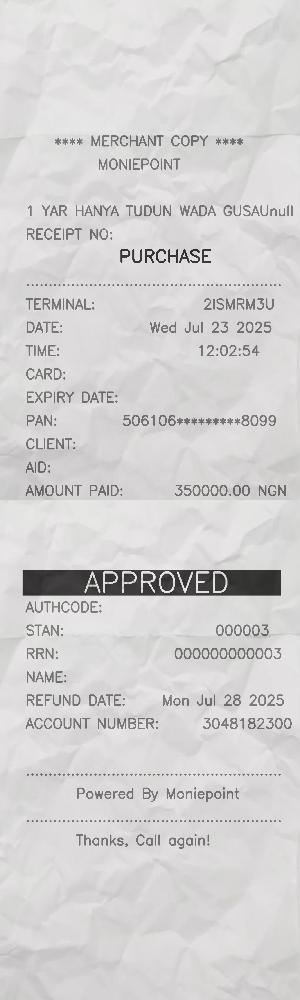 **** MERCHANT COPY ****
MONIEPOINT
1 YAR HANYA TUDUN WADA GUSAUnull
RECEIPT NO:
PURCHASE
TERMINAL: 2ISMRM3U
DATE: Wed Jul 23 2025
TIME: 12:02:54
CARD:
EXPIRY DATE:
PAN: 506106*********8099
CLIENT:
AID:
AMOUNT PAID: 350000.00 NGN
APPROVED
AUTHCODE:
STAN: 000003
RRN: 000000000003
NAME:
REFUND DATE: Mon Jul 28 2025
ACCOUNT NUMBER: 3048182300
Powered By Moniepoint
Thanks, Call again!